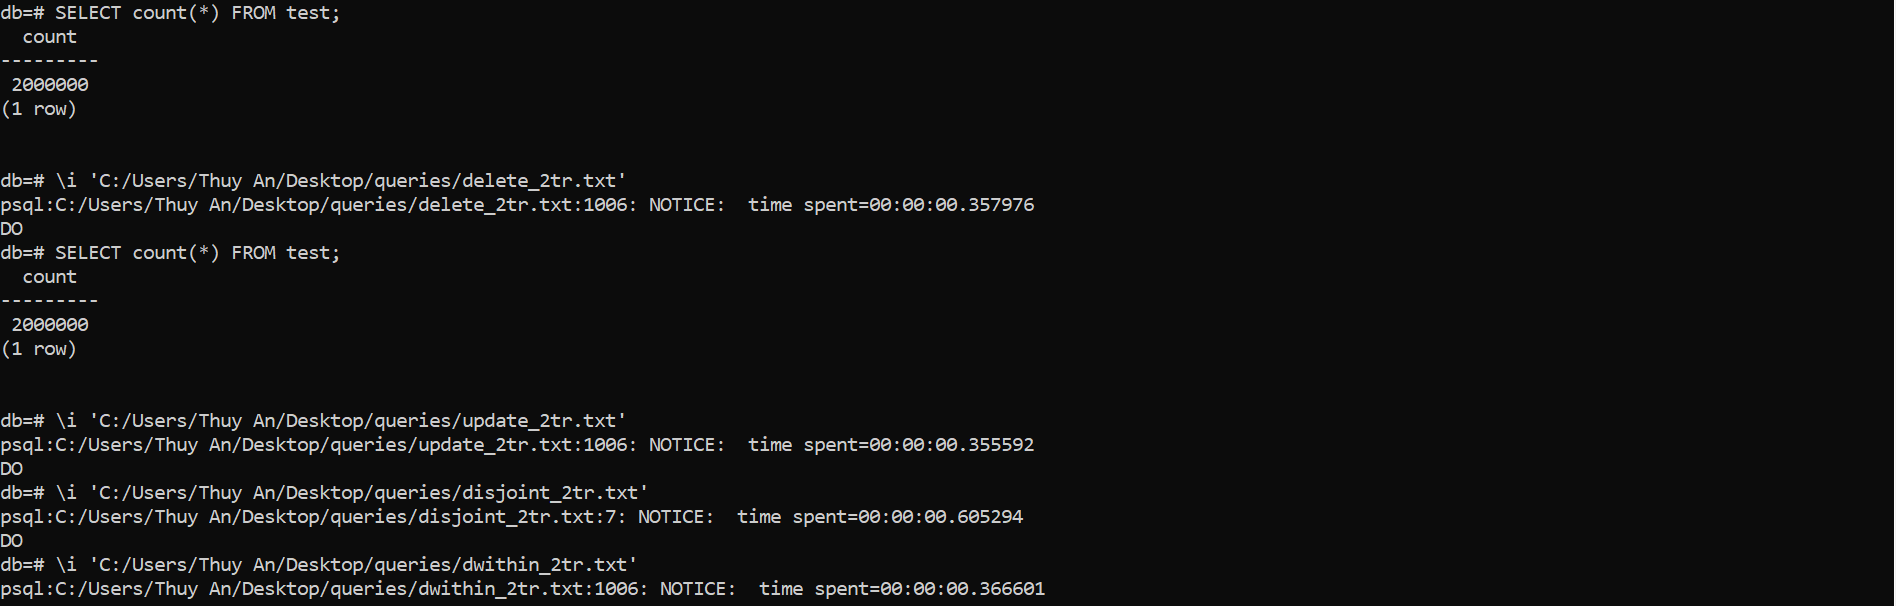 db=# SELECT count(*) FROM test;
  count
---------
 2000000
(1 row)
db=# \i 'C:/Users/Thuy An/Desktop/queries/delete_2tr.txt'
psql:C:/Users/Thuy An/Desktop/queries/delete_2tr.txt:1006: NOTICE:  time spent=00:00:00.357976
DO
db=# SELECT count(*) FROM test;
  count
---------
 2000000
(1 row)
db=# \i 'C:/Users/Thuy An/Desktop/queries/update_2tr.txt'
psql:C:/Users/Thuy An/Desktop/queries/update_2tr.txt:1006: NOTICE:  time spent=00:00:00.355592
DO
db=# \i 'C:/Users/Thuy An/Desktop/queries/disjoint_2tr.txt'
psql:C:/Users/Thuy An/Desktop/queries/disjoint_2tr.txt:7: NOTICE:  time spent=00:00:00.605294
DO
db=# \i 'C:/Users/Thuy An/Desktop/queries/dwithin_2tr.txt'
psql:C:/Users/Thuy An/Desktop/queries/dwithin_2tr.txt:1006: NOTICE:  time spent=00:00:00.366601